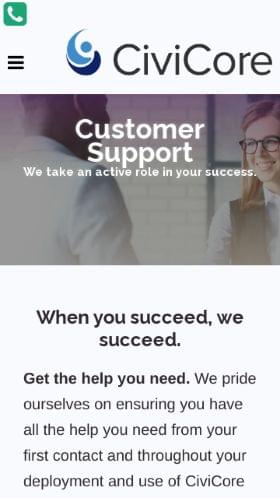 CiviCore
Customer
Support
We take an active role in your success.
When you succeed, we
succeed.
Get the help you need. We pride
ourselves on ensuring you have
all the help you need from your
first contact and throughout your
deployment and use of CiviCore